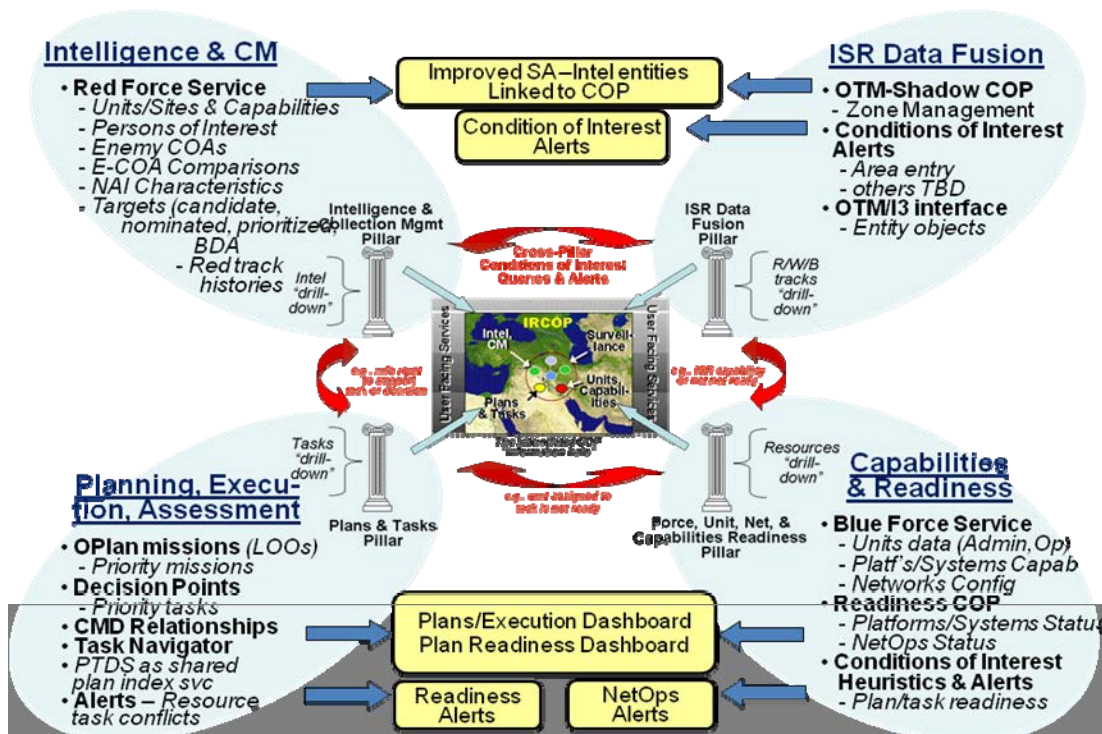 Intelligence & CM
• Red Force Service
- Units/Sites & Capabilities
- Persons of Interest
- Enemy COAs
- E-COA Comparisons
- NAI Characteristics
- Targets (candidate,
nominated, prioritized,
BDA
- Red track
histories
Improved SA–Intel entities
Linked to COP
Condition of Interest
Alerts
ISR Data Fusion
• OTM-Shadow COP
- Zone Management
• Conditions of Interest
Alerts
- Area entry
- others TBD
• OTM/I3 interface
- Entity objects
Intelligence &
Collection Mgmt
Pillar
Intel
"drill-
down"
Cross-Pillar
Conditions of Interest
Queries & Alerts
ISR Data
Fusion
Pillar
R/W/B
tracks
"drill-
down"
User Facing Services
IRCOP
Intel,
CM
Surveil-
lance
Plans
& Tasks
Units,
Capabil-
ities
User Facing Services
e.g., ISR capability
or net not ready
e.g., unit assigned to
task is not ready
Tasks
"drill-
down"
Plans & Tasks
Pillar
Resources
"drill-
down"
Force, Unit, Net, &
Capabilities Readiness
Pillar
Planning, Execu-
tion, Assessment
• OPlan missions (LOOs)
- Priority missions
• Decision Points
- Priority tasks
• CMD Relationships
• Task Navigator
- PTDS as shared
plan index svc
• Alerts – Resource
task conflicts
Plans/Execution Dashboard
Plan Readiness Dashboard
Readiness
Alerts
NetOps
Alerts
Capabilities
& Readiness
• Blue Force Service
- Units data (Admin, Op)
- Platf's/Systems Capab
- Networks Config
• Readiness COP
- Platforms/Systems Status
- NetOps Status
• Conditions of Interest
Heuristics & Alerts
- Plan/task readiness